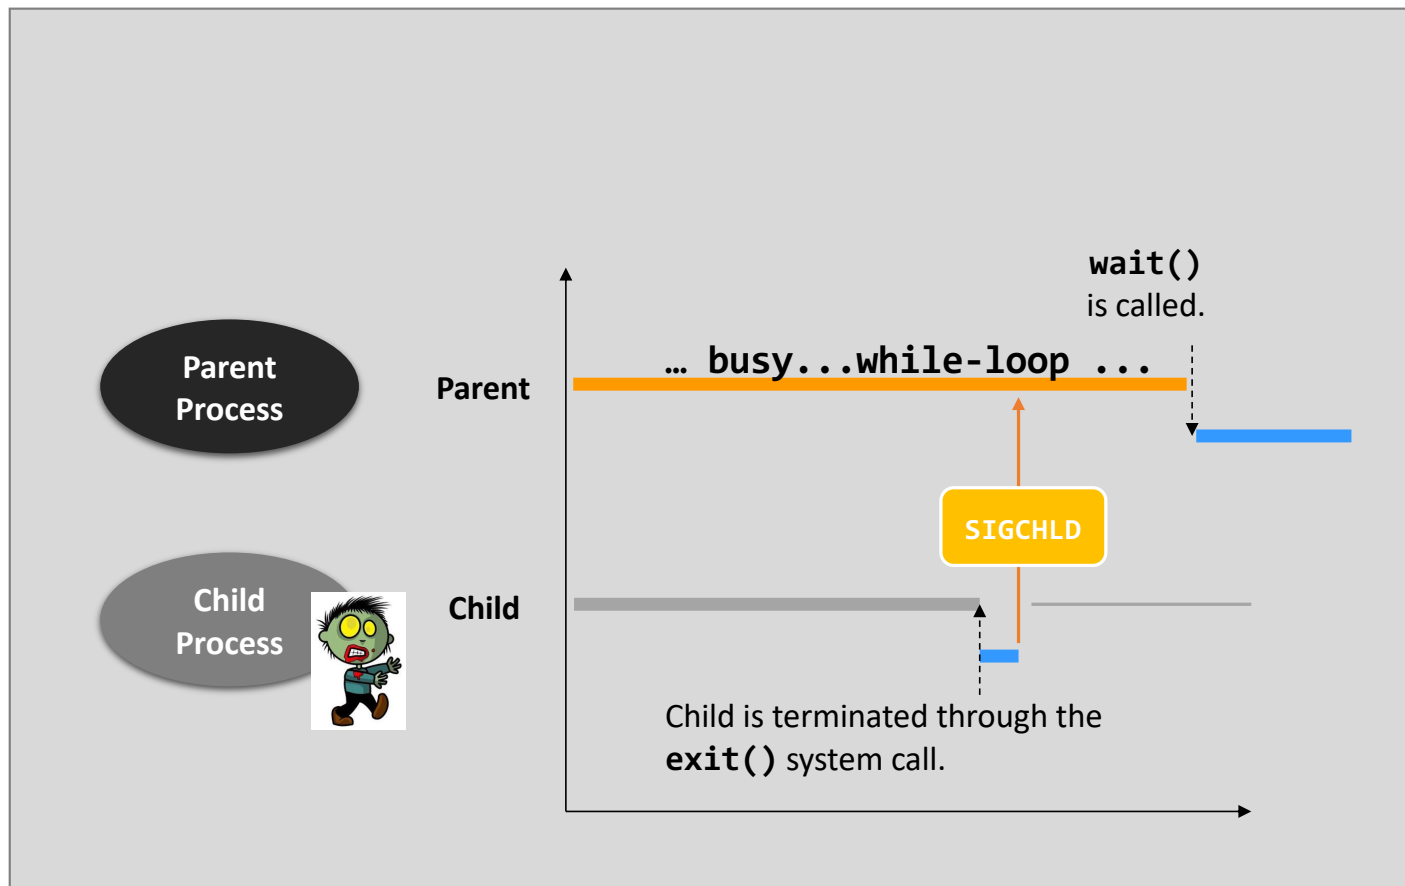 wait()
is called.
… busy...while-loop ...
Parent
Process
Parent
SIGCHLD
Child
Process
Child
Child is terminated through the
exit() system call.